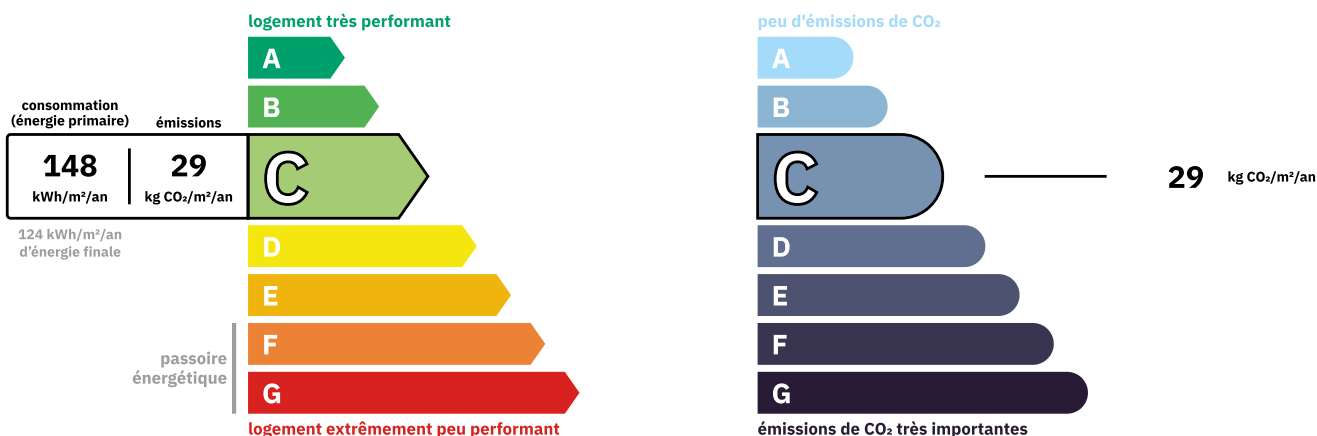 logement très performant
A
B
consommation
(énergie primaire)
émissions
148
kWh/m²/an
29
kg CO₂/m²/an
C
124 kWh/m²/an
d'énergie finale
D
E
passoire
énergétique
F
G
logement extrêmement peu performant
peu d'émissions de CO₂
A
B
C
29 kg CO₂/m²/an
D
E
F
G
émissions de CO₂ très importantes